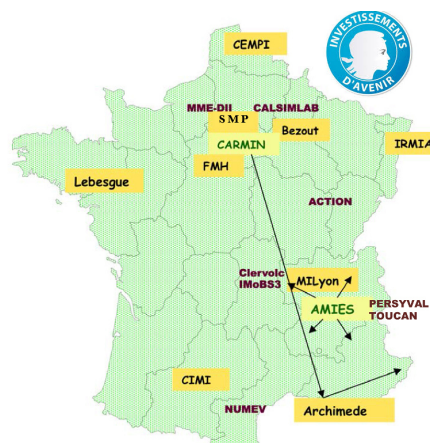 INVESTISSEMENTS
D'AVENIR
CEMPI
MME-DII
CALSIMLAB
SMP
Bezout
CARMIN
IRMIA
FMH
Lebesgue
ACTION
Clervolc
IMoBS3
MILyon
AMIES
PERSYVAL
TOUCAN
CIMI
NUMEV
Archimede